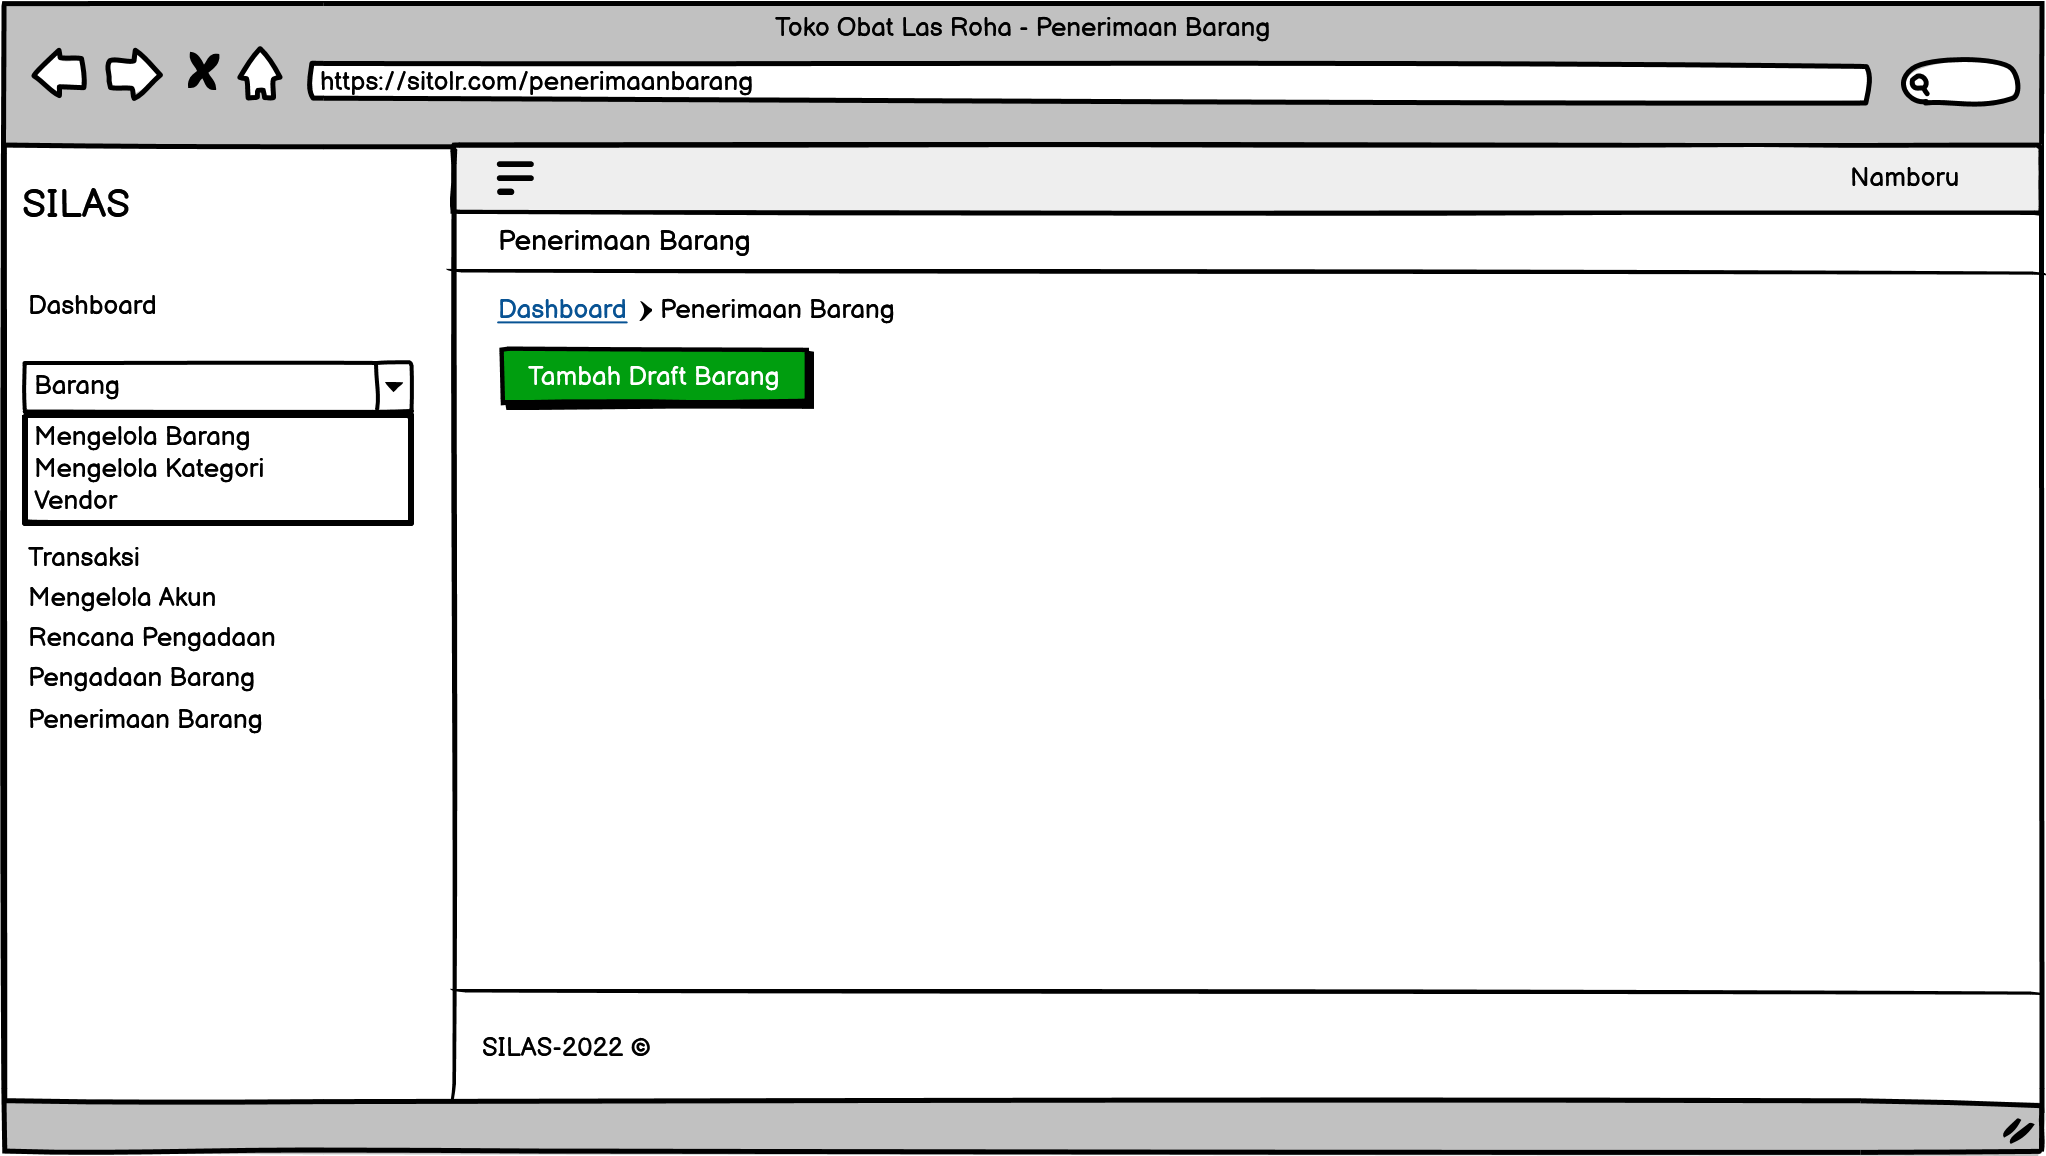 Toko Obat Las Roha - Penerimaan Barang
https://sitolr.com/penerimaanbarang
SILAS
Dashboard
Barang
Mengelola Barang
Mengelola Kategori
Vendor
Transaksi
Mengelola Akun
Rencana Pengadaan
Pengadaan Barang
Penerimaan Barang
Namboru
Penerimaan Barang
Dashboard > Penerimaan Barang
Tambah Draft Barang
SILAS-2022 ©